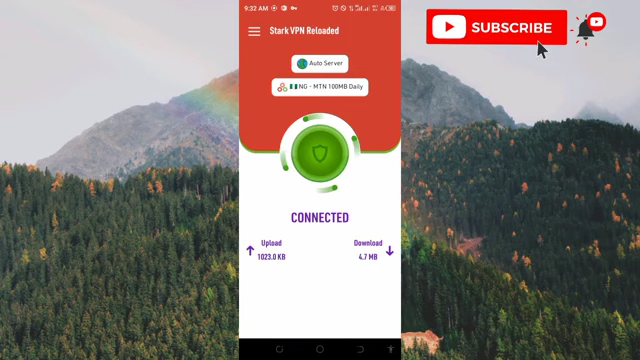 9:32 AM
Stark VPN Reloaded
Auto Server
NG - MTN 100MB Daily
CONNECTED
Upload
Download
1023.0 KB
4.7 MB
SUBSCRIBE